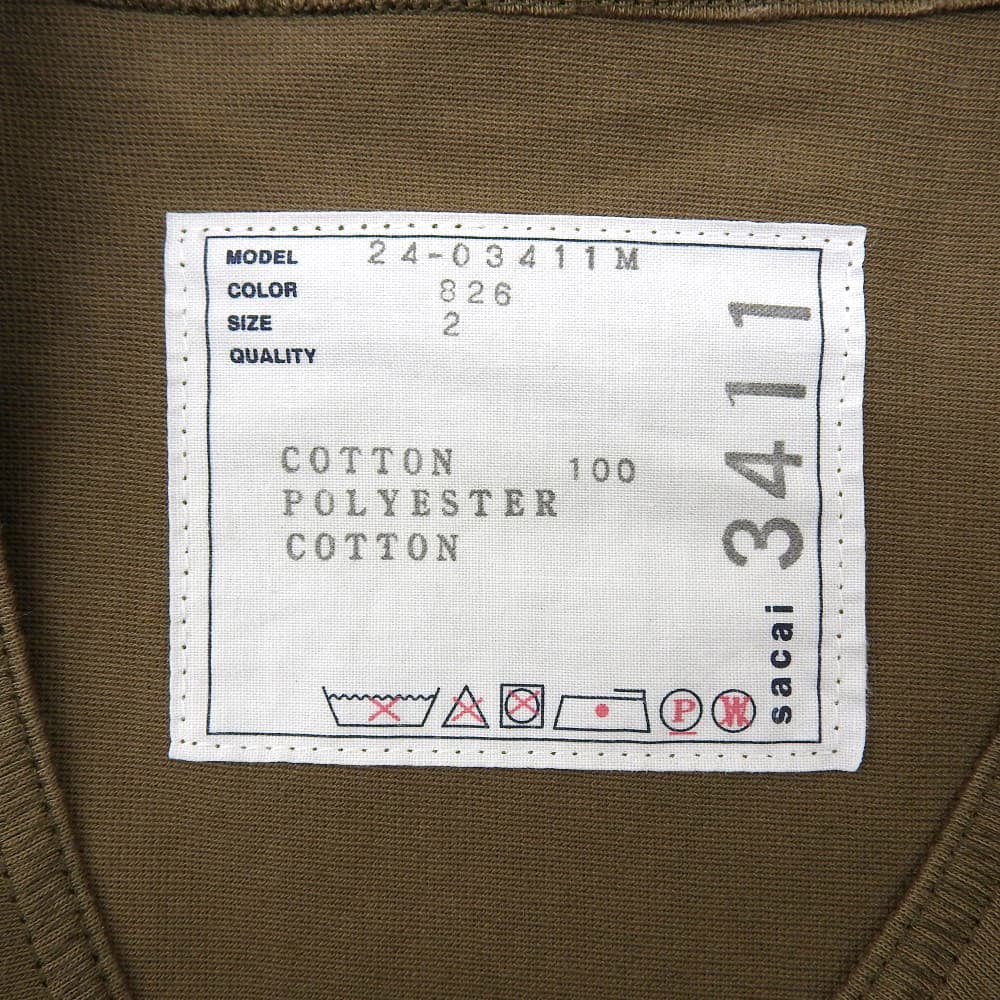 MODEL 24-03411M
COLOR 826
SIZE 2
QUALITY
COTTON 100
POLYESTER
COTTON
P W
sacai 3411